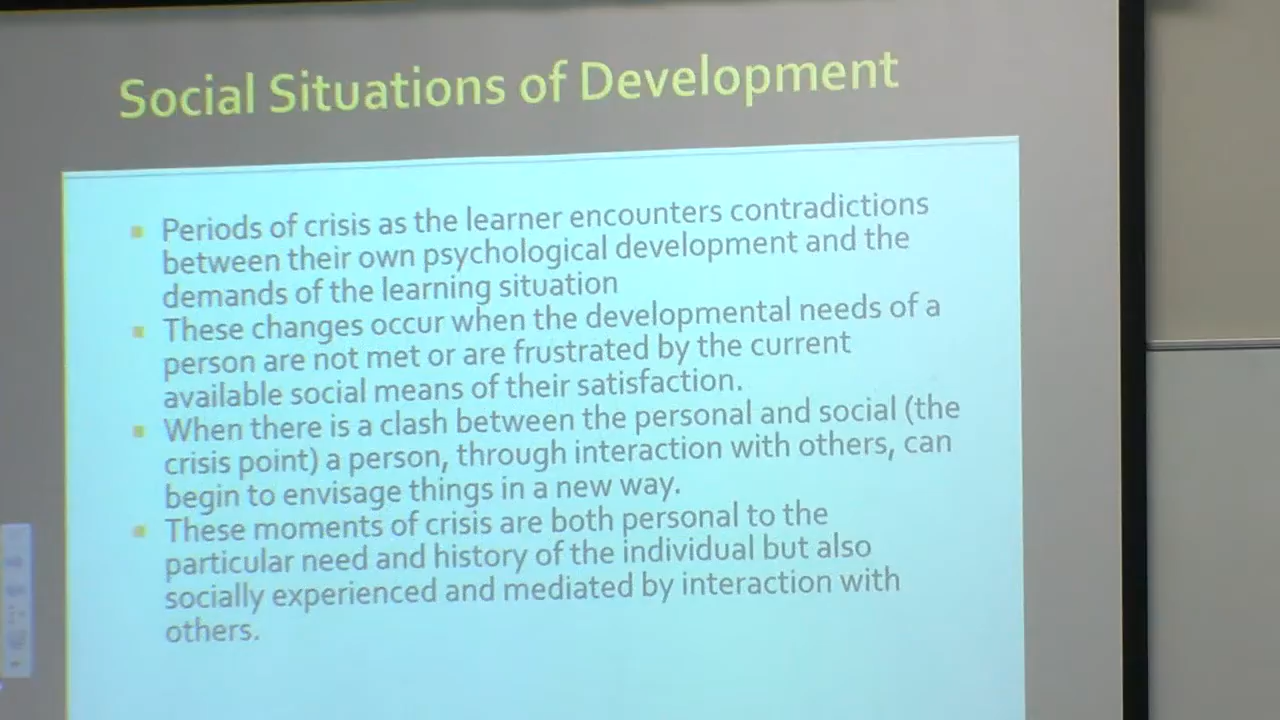 Social Situations of Development
Periods of crisis as the learner encounters contradictions
between their own psychological development and the
demands of the learning situation
These changes occur when the developmental needs of a
person are not met or are frustrated by the current
available social means of their satisfaction.
When there is a clash between the personal and social (the
crisis point) a person, through interaction with others, can
begin to envisage things in a new way.
These moments of crisis are both personal to the
particular need and history of the individual but also
socially experienced and mediated by interaction with
others.